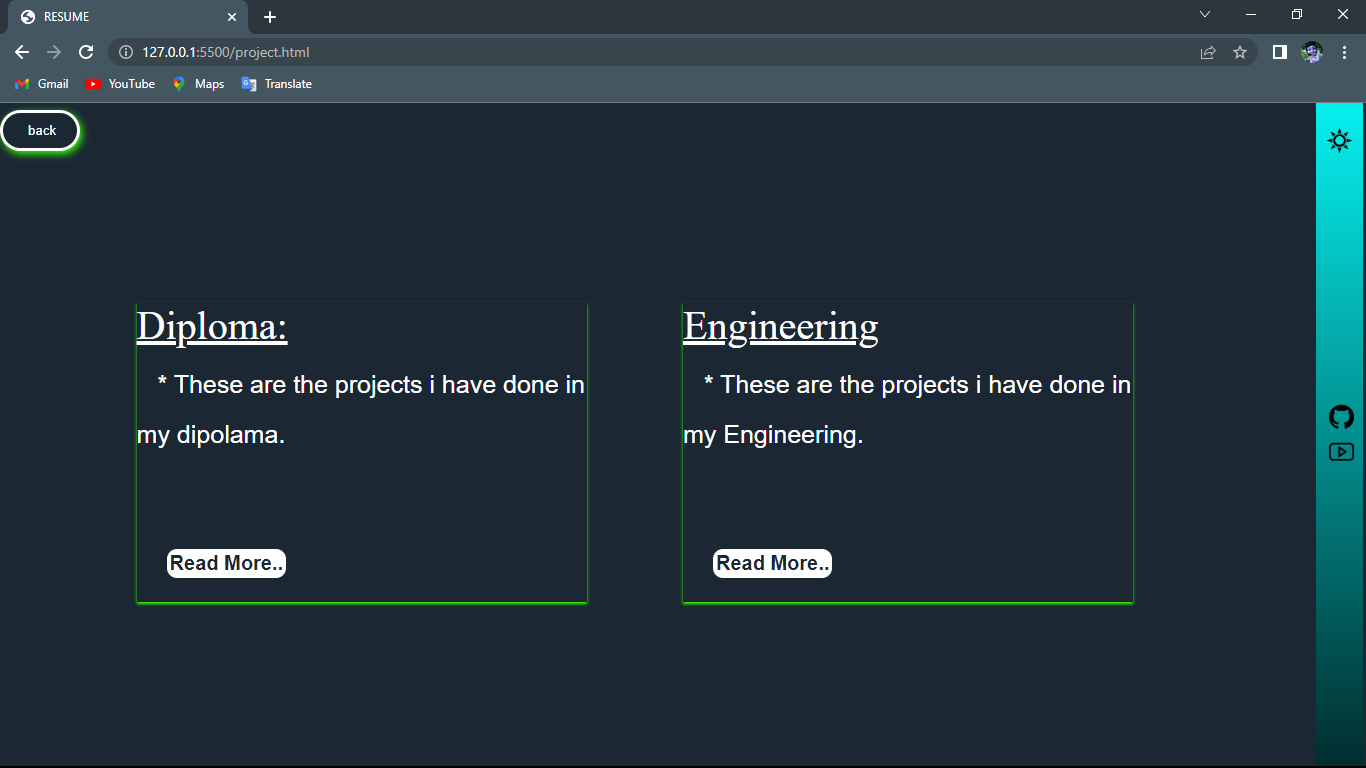 RESUME
127.0.0.1:5500/project.html
Gmail YouTube Maps Translate
back
Diploma:
* These are the projects i have done in
my dipolama.
Read More..
Engineering
* These are the projects i have done in
my Engineering.
Read More..